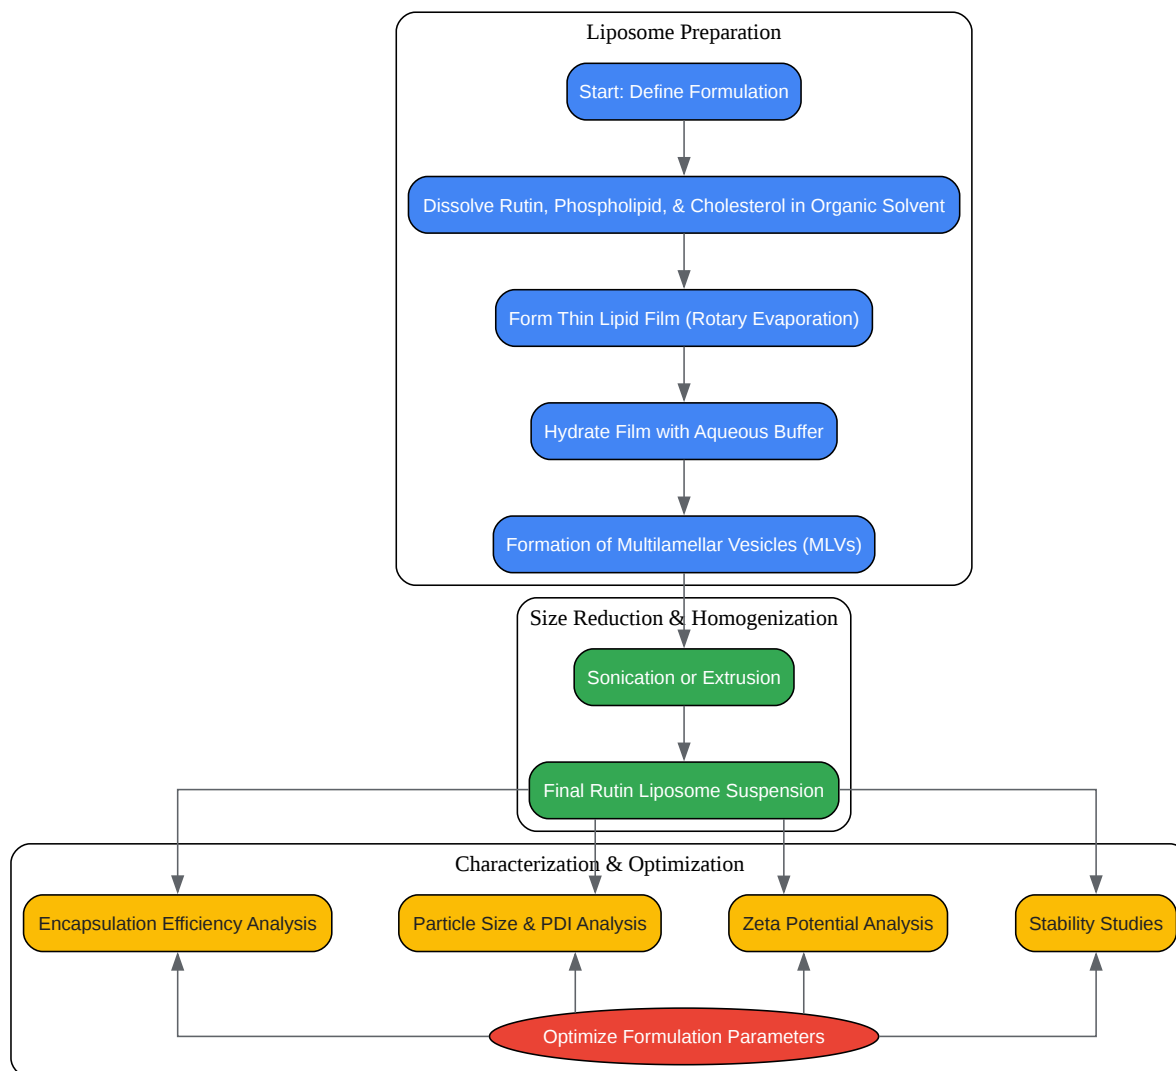 Liposome Preparation
Start: Define Formulation
Dissolve Rutin, Phospholipid, & Cholesterol in Organic Solvent
Form Thin Lipid Film (Rotary Evaporation)
Hydrate Film with Aqueous Buffer
Formation of Multilamellar Vesicles (MLVs)
Size Reduction & Homogenization
Sonication or Extrusion
Final Rutin Liposome Suspension
Characterization & Optimization
Encapsulation Efficiency Analysis
Particle Size & PDI Analysis
Zeta Potential Analysis
Stability Studies
Optimize Formulation Parameters